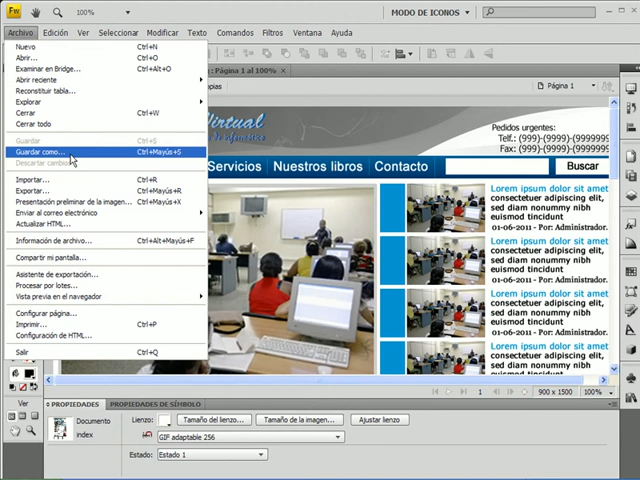 Fw
100%
MODO DE ICONOS
Archivo Edición Ver Seleccionar Modificar Texto Comandos Filtros Ventana Ayuda
Nuevo Ctrl+N
Abrir... Ctrl+O
Examinar en Bridge... Ctrl+Alt+O
Abrir reciente
Reconstituir tabla...
Explorar
Cerrar Ctrl+W
Cerrar todo
Guardar Ctrl+S
Guardar como... Ctrl+Mayús+S
Descartar cambios
Importar... Ctrl+R
Exportar... Ctrl+Mayús+R
Presentación preliminar de la imagen... Ctrl+Mayús+X
Enviar al correo electrónico
Actualizar HTML...
Información de archivo... Ctrl+Alt+Mayús+F
Compartir mi pantalla...
Asistente de exportación...
Procesar por lotes...
Vista previa en el navegador
Configurar página...
Imprimir... Ctrl+P
Configuración de HTML...
Salir Ctrl+Q
: Página 1 al 100%
Página 1
Virtual
Pedidos urgentes:
Telf.: (999)-(9999)-(9999999
Fax: (999)-(9999)-(9999999
Servicios Nuestros libros Contacto Buscar
Lorem ipsum dolor sit amet
consectetuer adipiscing elit,
sed diam nonummy nibh
euismod tincidunt
01-06-2011 - Por: Administrador.
Lorem ipsum dolor sit amet
consectetuer adipiscing elit,
sed diam nonummy nibh
euismod tincidunt
01-06-2011 - Por: Administrador.
Lorem ipsum dolor sit amet
consectetuer adipiscing elit,
sed diam nonummy nibh
euismod tincidunt
01-06-2011 - Por: Administrador.
Lorem ipsum dolor sit amet
consectetuer adipiscing elit,
sed diam nonummy nibh
1 900 x 1500 100%
Ver
PROPIEDADES PROPIEDADES DE SÍMBOLO
Documento
index
Lienzo: Tamaño del lienzo... Tamaño de la imagen... Ajustar lienzo
GIF adaptable 256
Estado: Estado 1